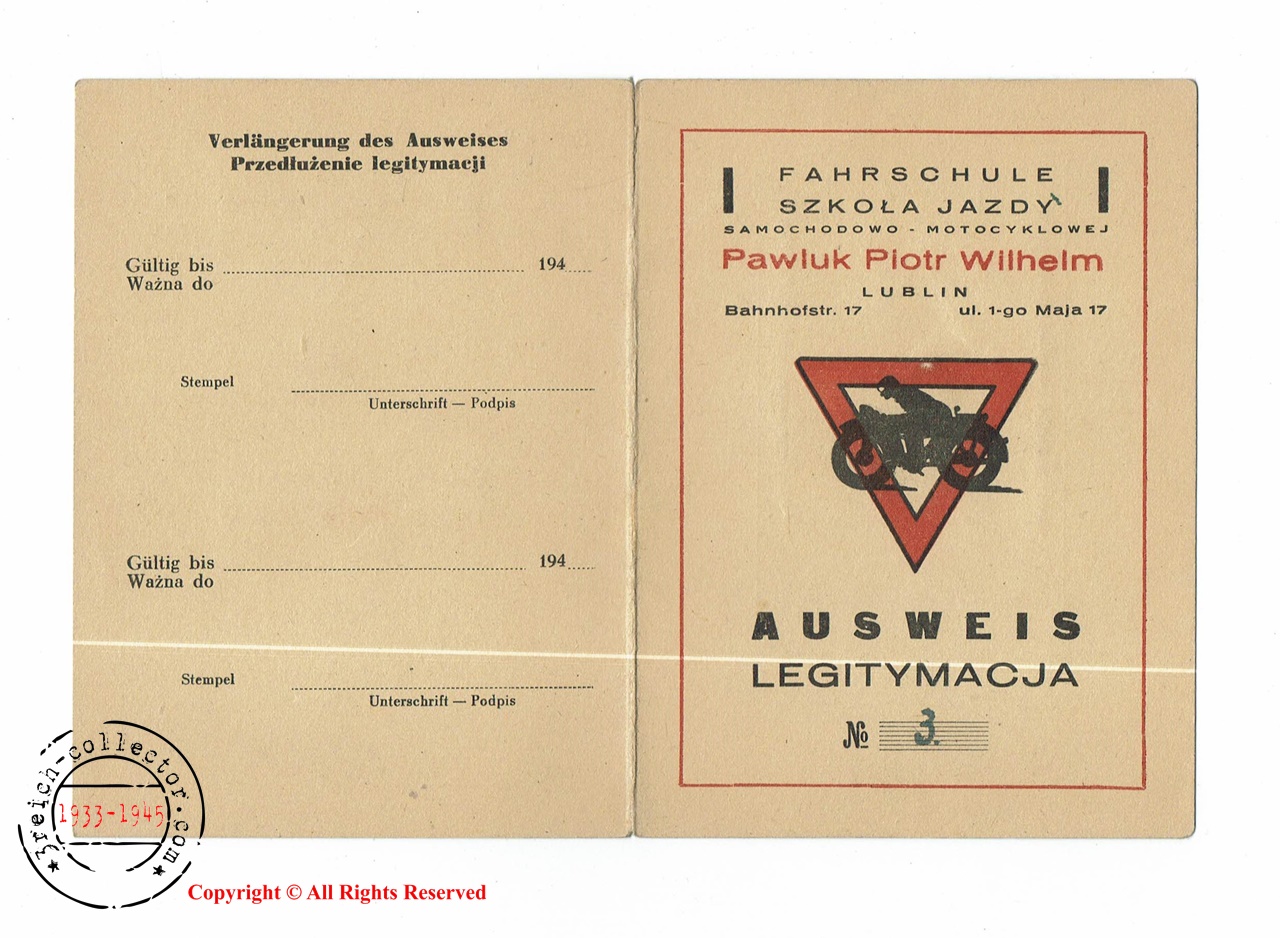 Verlängerung des Ausweises
Przedłużenie legitymacji
Gültig bis 194
Ważna do
Stempel
Unterschrift — Podpis
Gültig bis 194
Ważna do
Stempel
Unterschrift — Podpis
FAHRSCHULE
SZKOŁA JAZDY
SAMOCHODOWO - MOTOCYKLOWEJ
Pawluk Piotr Wilhelm
LUBLIN
Bahnhofstr. 17 ul. 1-go Maja 17
AUSWEIS
LEGITYMACJA
№ 3.
3reich-collector.com
1933-1945
Copyright © All Rights Reserved